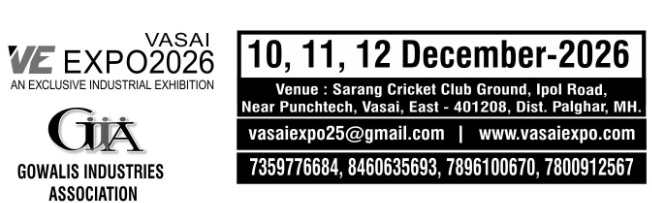 VASAI
VE EXPO2026
AN EXCLUSIVE INDUSTRIAL EXHIBITION
GIIA
GOWALIS INDUSTRIES
ASSOCIATION
10, 11, 12 December-2026
Venue : Sarang Cricket Club Ground, Ipol Road,
Near Punchtech, Vasai, East - 401208, Dist. Palghar, MH.
vasaiexpo25@gmail.com | www.vasaiexpo.com
7359776684, 8460635693, 7896100670, 7800912567